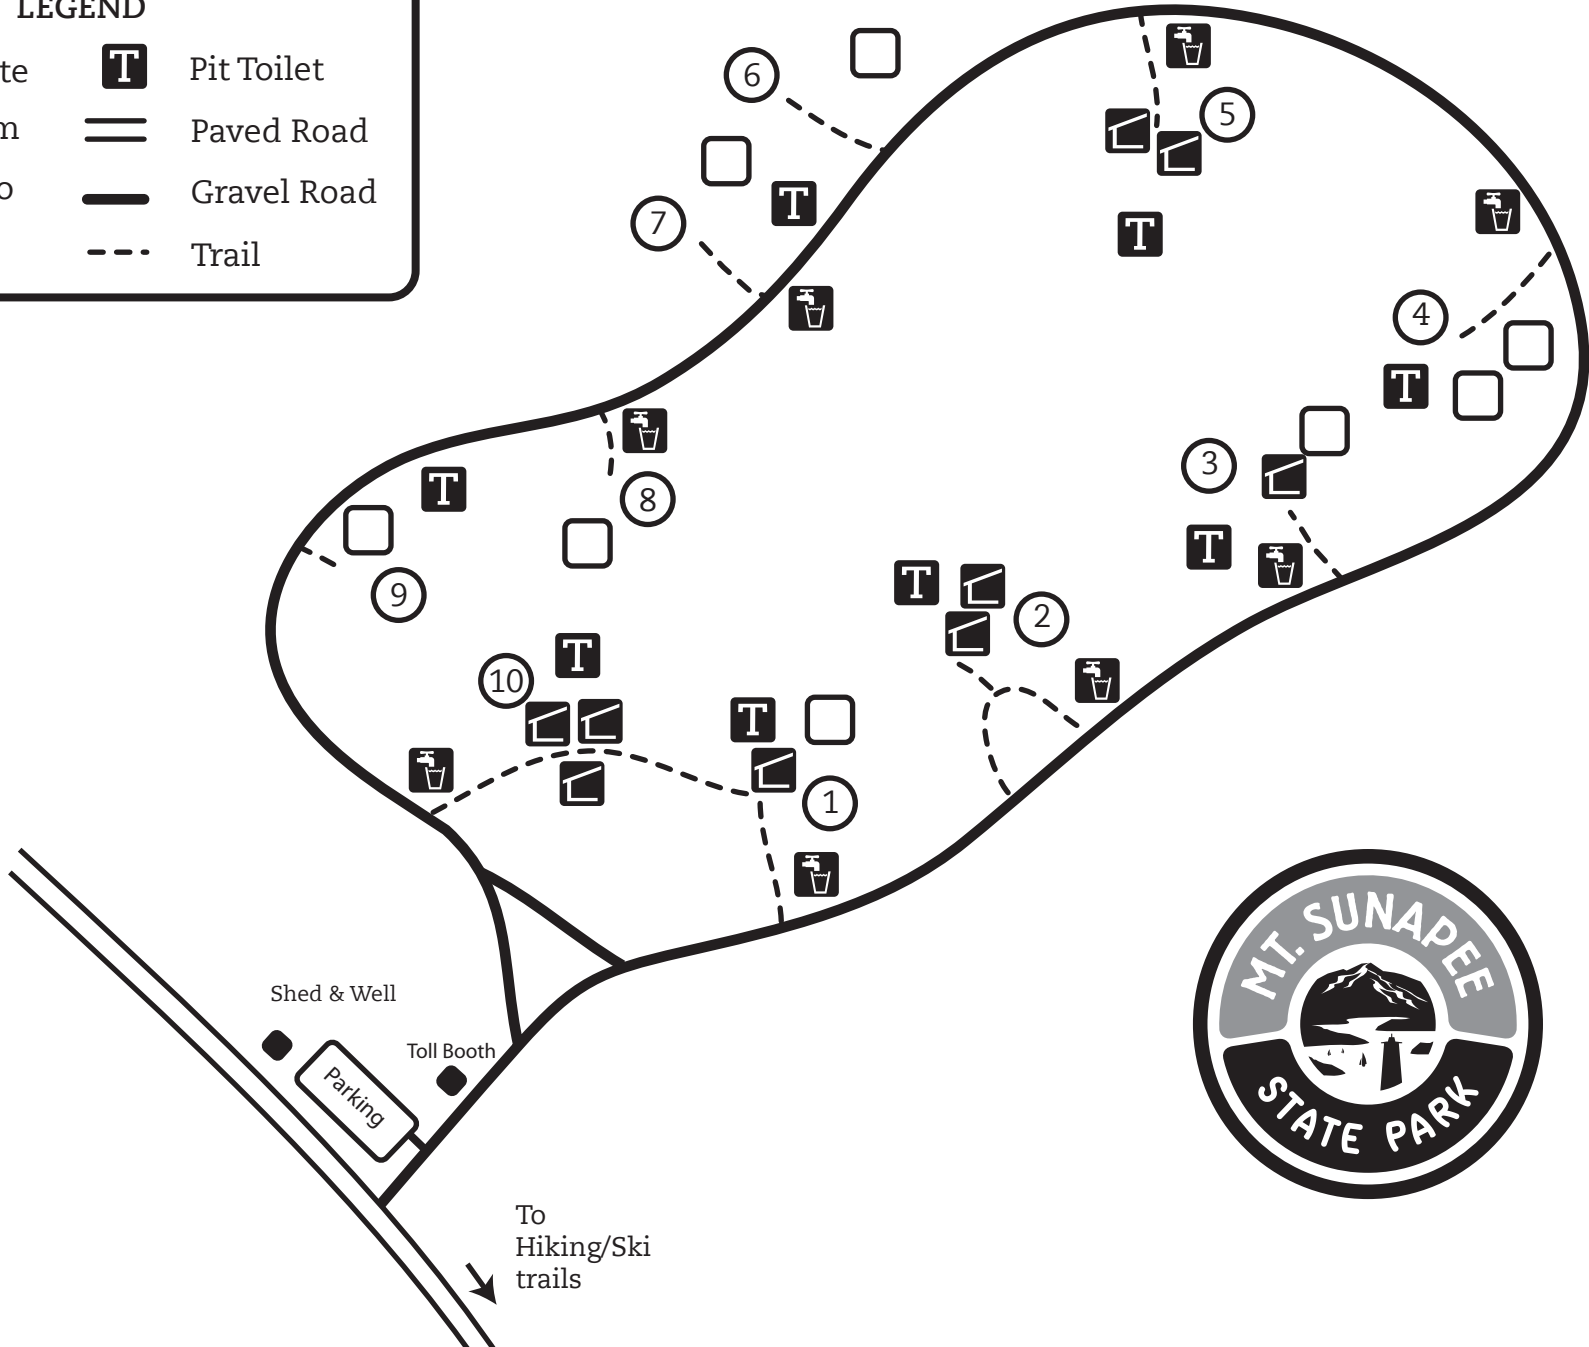 LEGEND
te
T Pit Toilet
m
Paved Road
o
Gravel Road
Trail
6
5
7
T
T
4
T
3
8
T
T
9
T
2
T
10
T
1
Shed & Well
Toll Booth
Parking
To
Hiking/Ski
trails
MT. SUNAPEE
STATE PARK